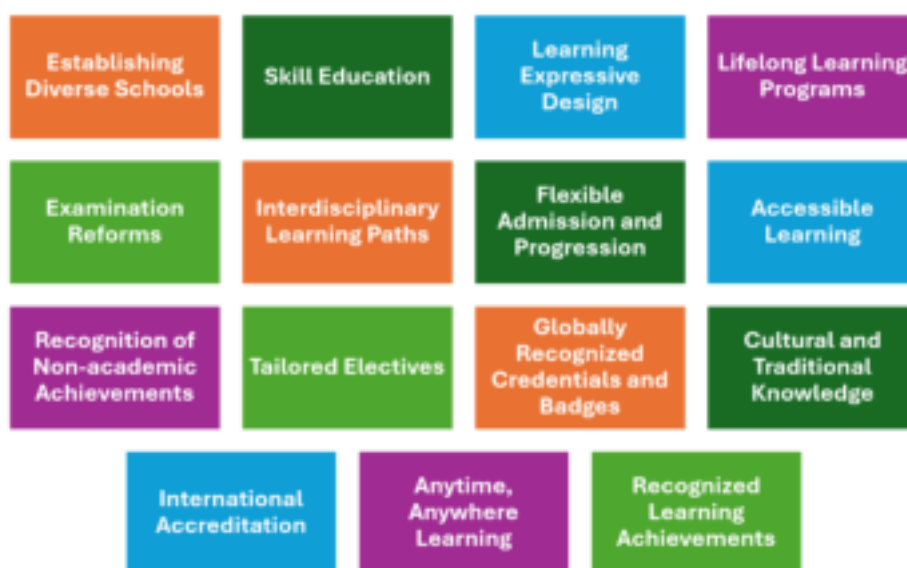 Establishing
Diverse Schools
Skill Education
Learning
Expressive
Design
Lifelong Learning
Programs
Examination
Reforms
Interdisciplinary
Learning Paths
Flexible
Admission and
Progression
Accessible
Learning
Recognition of
Non-academic
Achievements
Tailored Electives
Globally
Recognized
Credentials and
Badges
Cultural and
Traditional
Knowledge
International
Accreditation
Anytime,
Anywhere
Learning
Recognized
Learning
Achievements